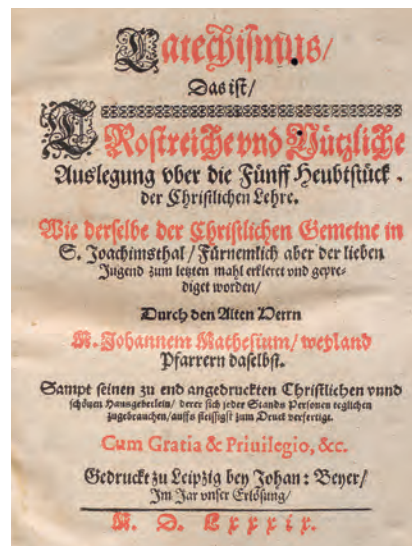 Catechismus/
Das ist/
Trostreiche vnd Nützliche
Auslegung vber die Fünff Heubtstück
der Christlichen Lehre.
Wie derselbe der Christlichen Gemeine in
S. Joachimsthal / Fürnemlich aber der lieben
Jugend zum letzten mahl erkleret vnd gepre-
diget worden/
Durch den Alten Herrn
M. Johannem Mathesium/ weyland
Pfarrern daselbst.
Sampt seinen zu end angedruckten Christlichen vnnd
schönen Hausgebetlein/ derer sich jeder Stands Personen teglichen
zugebrauchen/ auffs fleissigst zum Druck verfertigt.
Cum Gratia & Priuilegio, &c.
Gedruckt zu Leipzig bey Johan: Beyer/
Im Jar vnser Erlösung/
M. D. Lxxxix.